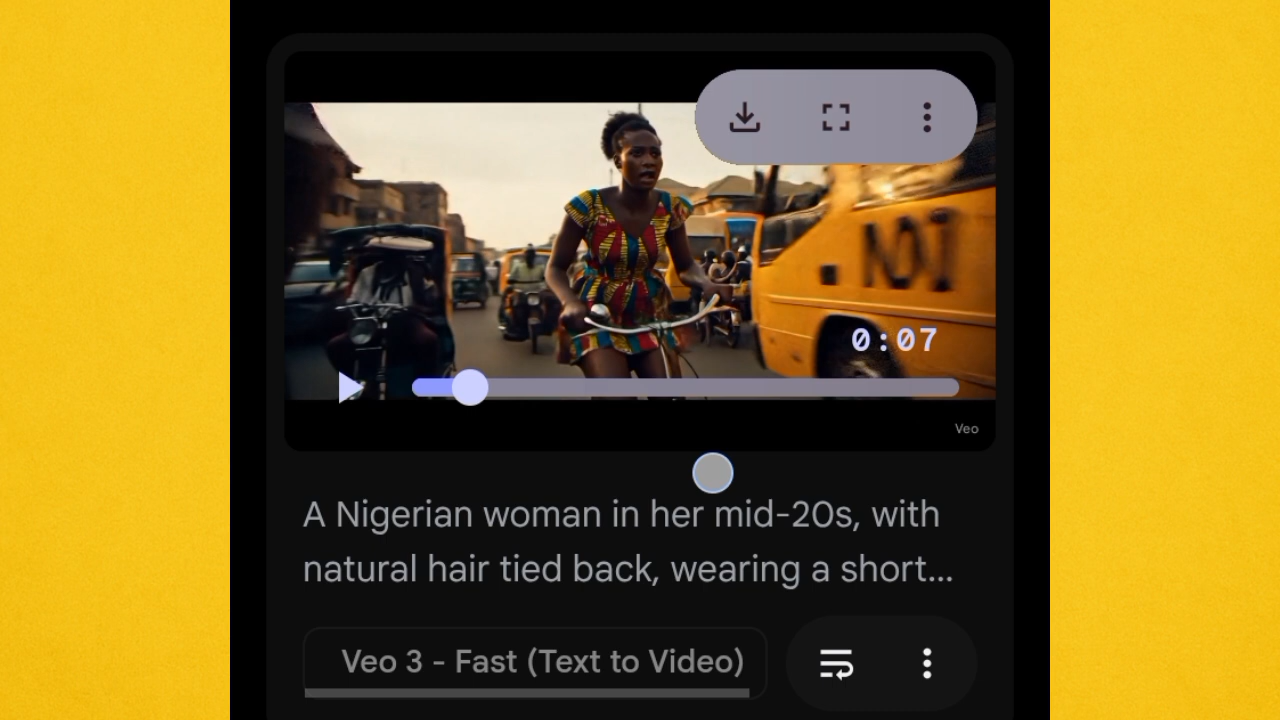 0:07
Veo
A Nigerian woman in her mid-20s, with
natural hair tied back, wearing a short...
Veo 3 - Fast (Text to Video)